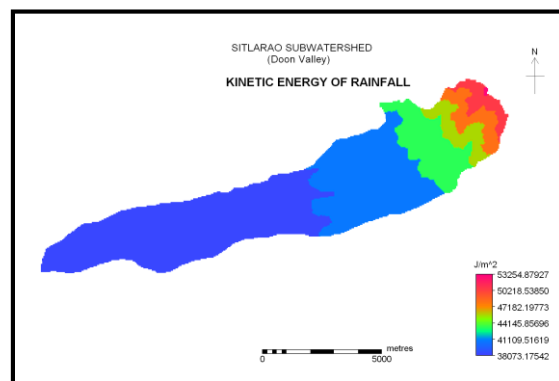 SITLARAO SUBWATERSHED
(Doon Valley)
N
KINETIC ENERGY OF RAINFALL
J/m^2
53254.87927
50218.53850
47182.19773
44145.85696
41109.51619
38073.17542
metres
0 5000